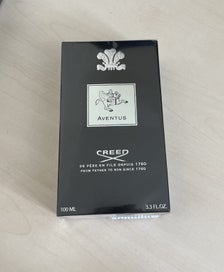 AVENTUS
CREED
DE PÈRE EN FILS DEPUIS 1760
FROM FATHER TO SON SINCE 1760
100 ML 3.3 FL.OZ.